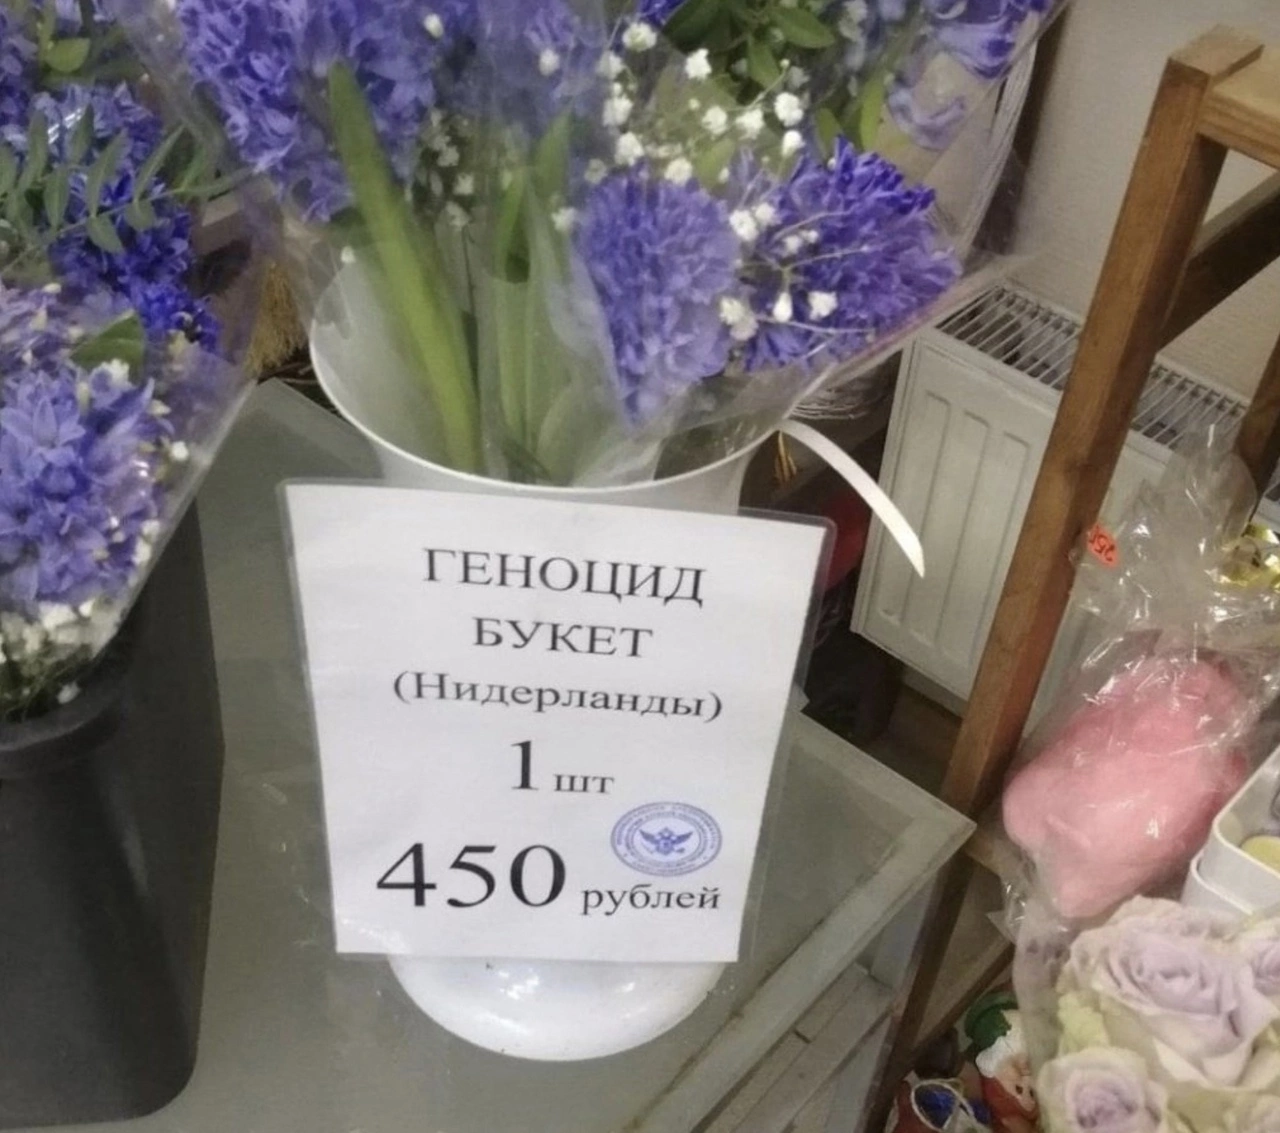 ГЕНОЦИД
БУКЕТ
(Нидерланды)
1 шт
450 рублей